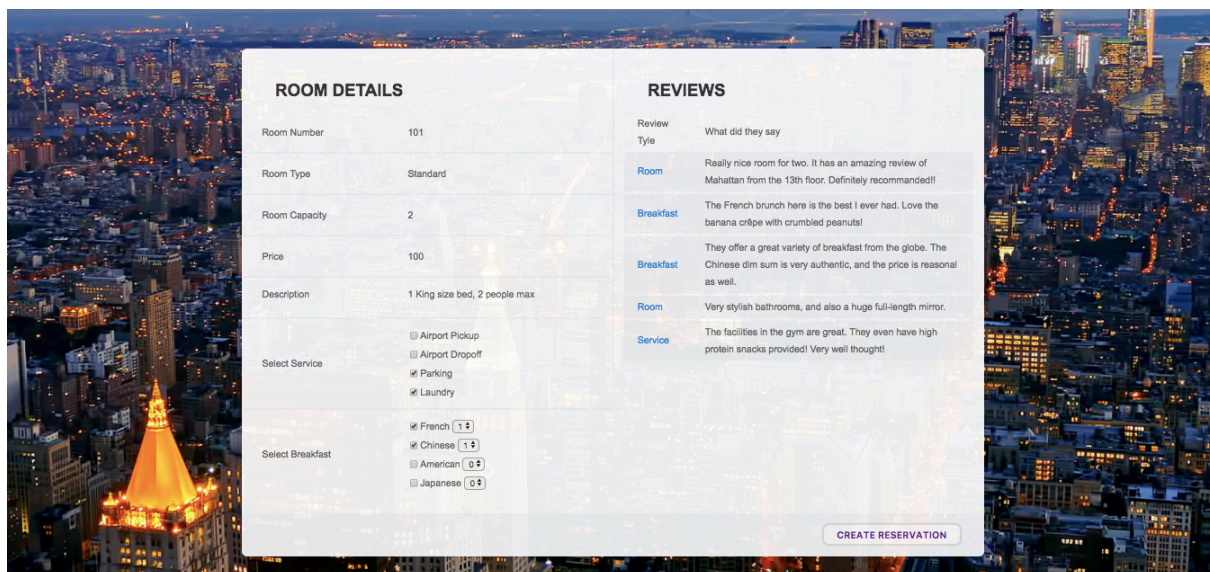 ROOM DETAILS
Room Number 101
Room Type Standard
Room Capacity 2
Price 100
Description 1 King size bed, 2 people max
Select Service
Airport Pickup
Airport Dropoff
Parking
Laundry
Select Breakfast
French 1
Chinese 1
American 0
Japanese 0
REVIEWS
Review
Tyle
What did they say
Room
Really nice room for two. It has an amazing review of
Mahattan from the 13th floor. Definitely recommanded!!
Breakfast
The French brunch here is the best I ever had. Love the
banana crêpe with crumbled peanuts!
Breakfast
They offer a great variety of breakfast from the globe. The
Chinese dim sum is very authentic, and the price is reasonal
as well.
Room
Very stylish bathrooms, and also a huge full-length mirror.
Service
The facilities in the gym are great. They even have high
protein snacks provided! Very well thought!
CREATE RESERVATION